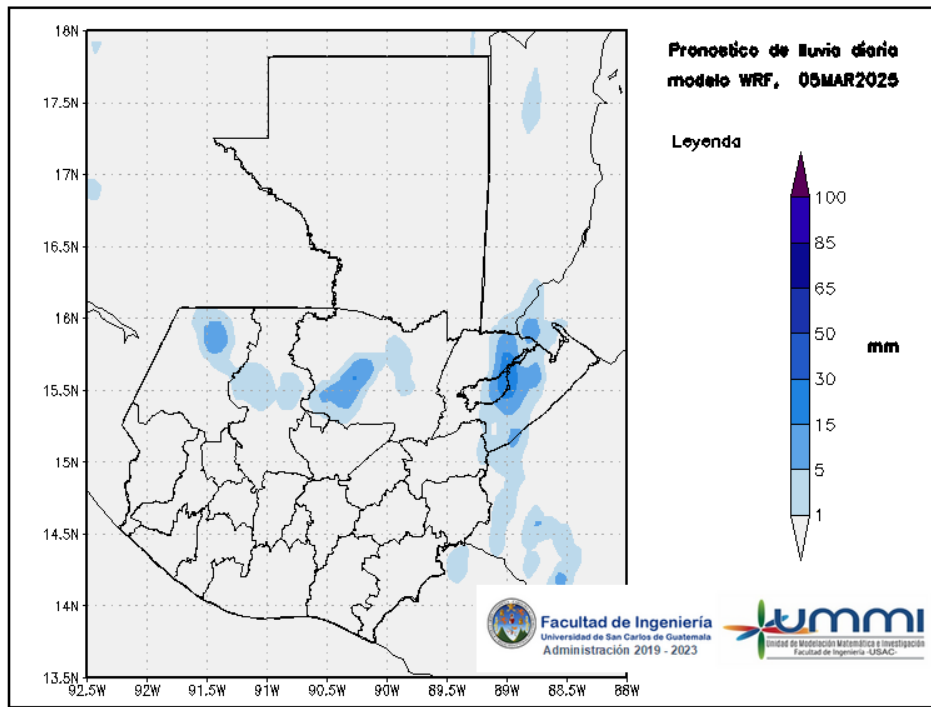 Pronostico de lluvia diaria
modelo WRF, 05MAR2025
Leyenda
100
85
65
50
30
15
5
1
mm
18N
17.5N
17N
16.5N
16N
15.5N
15N
14.5N
14N
13.5N
92.5W 92W 91.5W 91W 90.5W 90W 89.5W 89W 88.5W 88W
Facultad de Ingeniería
Universidad de San Carlos de Guatemala
Administración 2019 - 2023
ummi
Unidad de Modelación Matemática e Investigación
Facultad de Ingeniería -USAC-